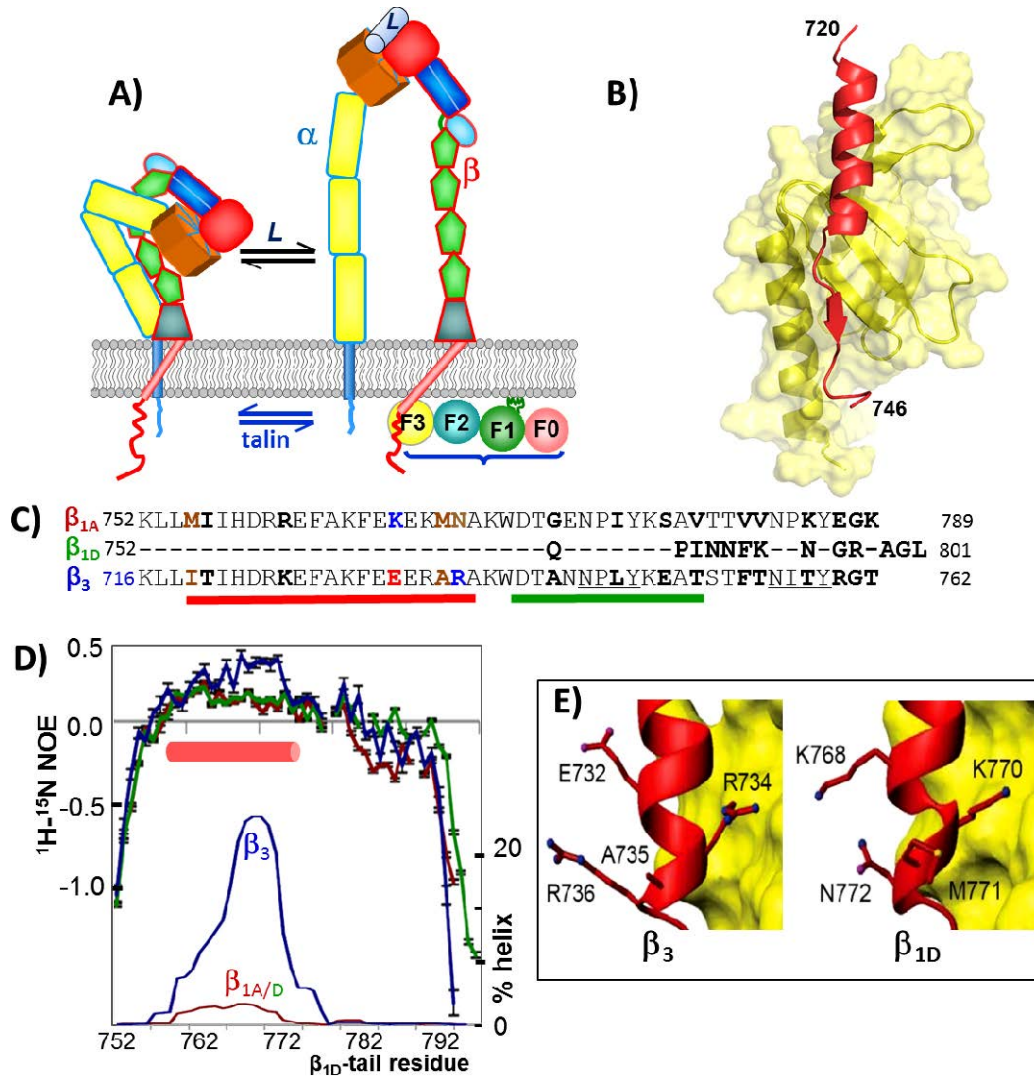 A)
L
α
β
L
talin
F3 F2 F1 F0
B)
720
746
C)
β1A 752 KLLMIIHDRREFAKFEKEKMNAKWDTGENPIYKSAVTTVVNPKYEGK 789
β1D 752 --------------------------Q-------PINNFK--N-GR-AGL 801
β3 716 KLLITIHDRKEFAKFEEERARAKWDTANNPLYKEATSTFTNITYRGT 762
D)
0.5
0.0
-0.5
-1.0
1H-15N NOE
β3
β1A/D
20
0
% helix
752 762 772 782 792
β1D-tail residue
E)
E732
R734
A735
R736
β3
K768
K770
N772
M771
β1D